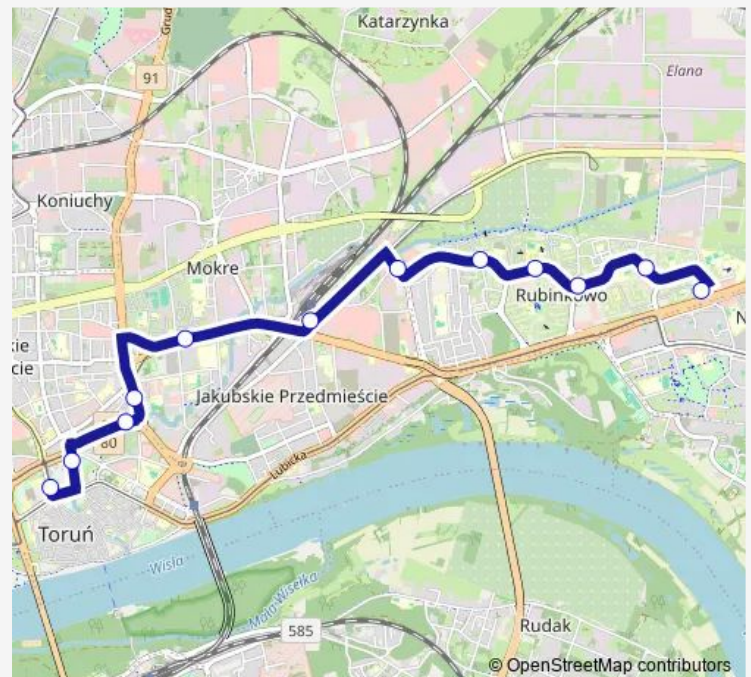 Katarzynka
Grud
91
Elana
Koniuchy
Mokre
Rubinkowo
N
kie
cie
Jakubskie Przedmieście
80
Lubicka
Toruń
Wisła
Mała Wisełka
585
Rudak
© OpenStreetMap contributors